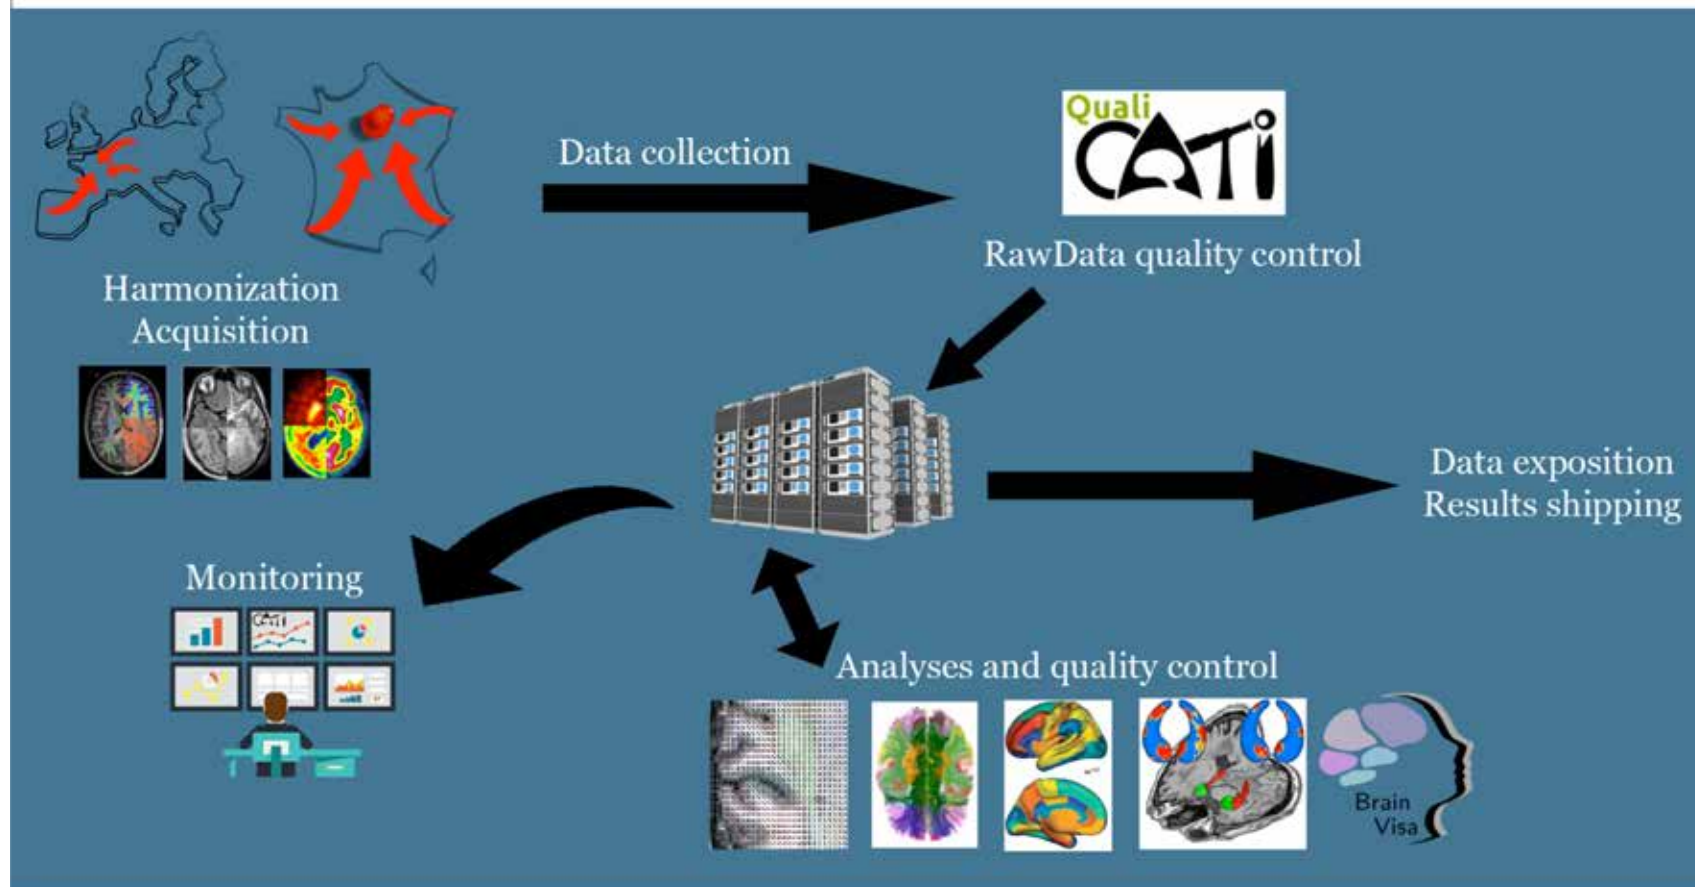 Data collection
Quali
CATi
RawData quality control
Harmonization
Acquisition
Data exposition
Results shipping
Monitoring
CATi
Analyses and quality control
Brain
Visa